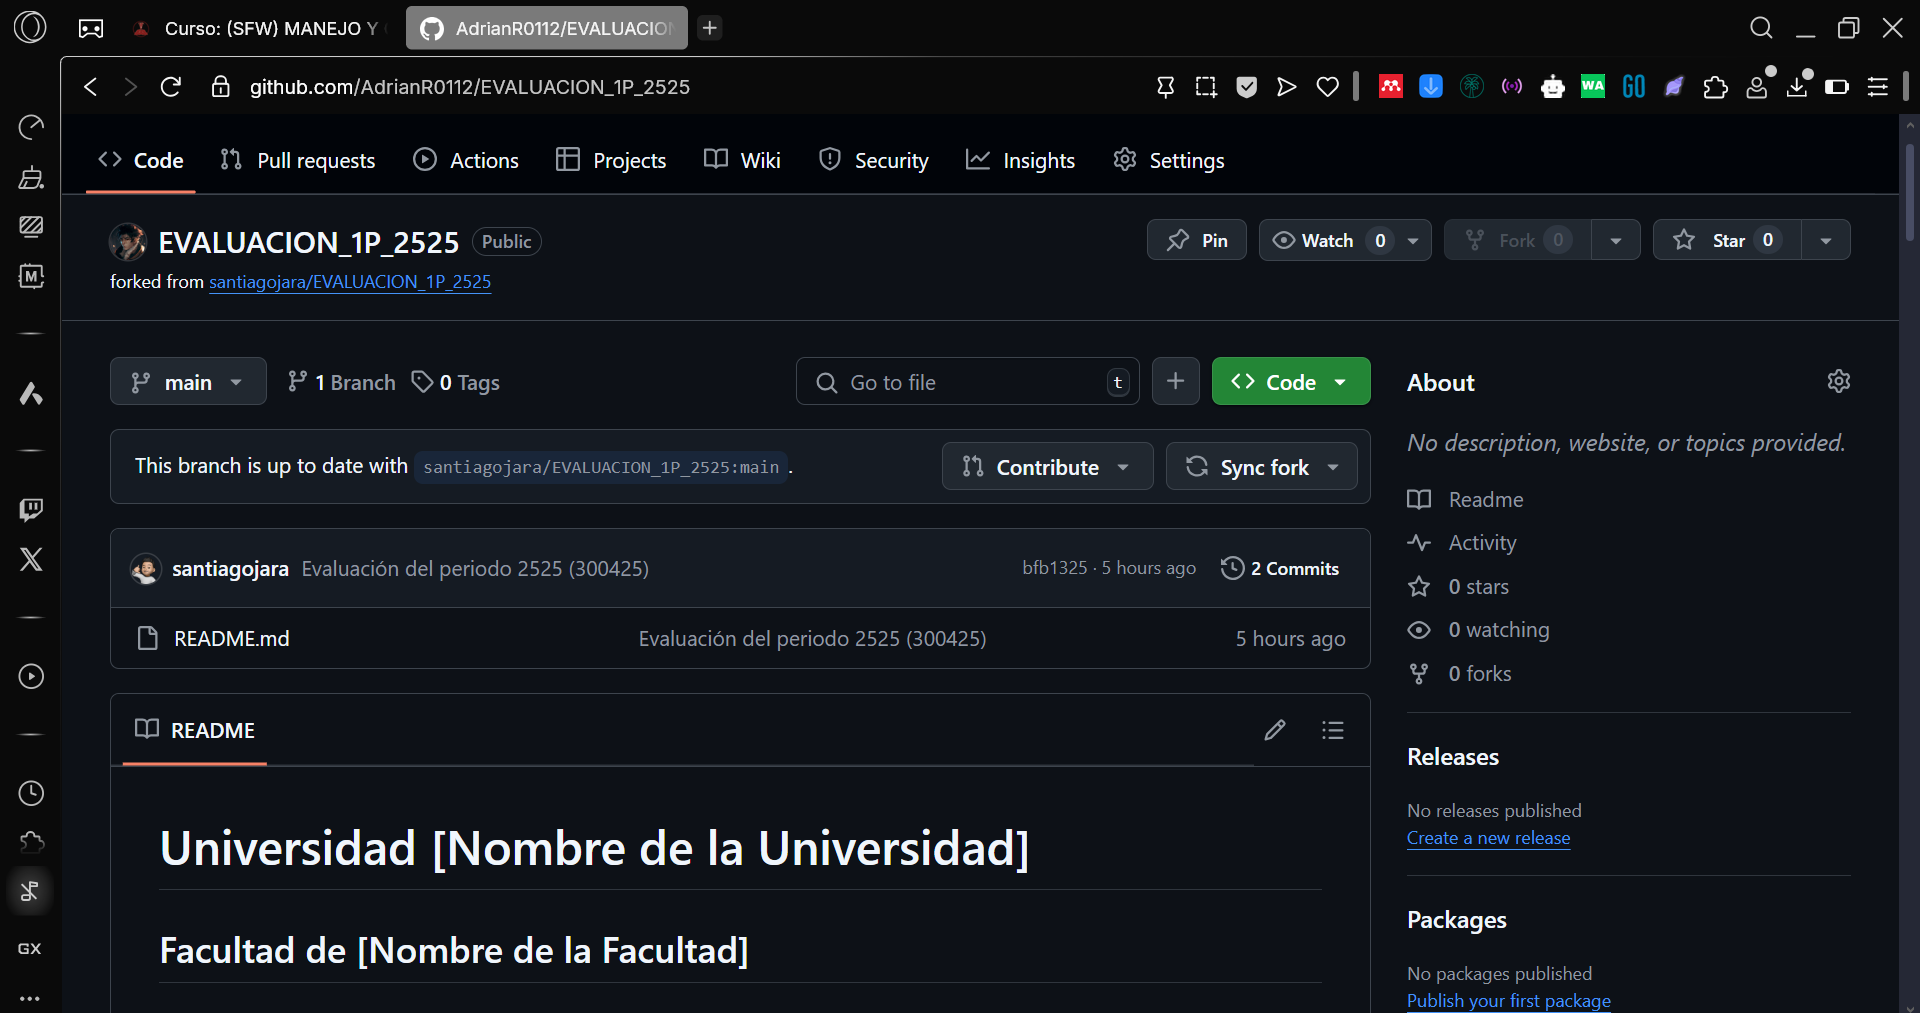 Curso: (SFW) MANEJO Y
AdrianR0112/EVALUACION
github.com/AdrianR0112/EVALUACION_1P_2525
WA
GO
M
Code
Pull requests
Actions
Projects
Wiki
Security
Insights
Settings
EVALUACION_1P_2525
Public
Pin
Watch 0
Fork 0
Star 0
forked from santiagojara/EVALUACION_1P_2525
main
1 Branch
0 Tags
Go to file
t
Code
This branch is up to date with santiagojara/EVALUACION_1P_2525:main .
Contribute
Sync fork
santiagojara Evaluación del periodo 2525 (300425)
bfb1325 · 5 hours ago
2 Commits
README.md
Evaluación del periodo 2525 (300425)
5 hours ago
README
Universidad [Nombre de la Universidad]
Facultad de [Nombre de la Facultad]
About
No description, website, or topics provided.
Readme
Activity
0 stars
0 watching
0 forks
Releases
No releases published
Create a new release
Packages
No packages published
Publish your first package
GX